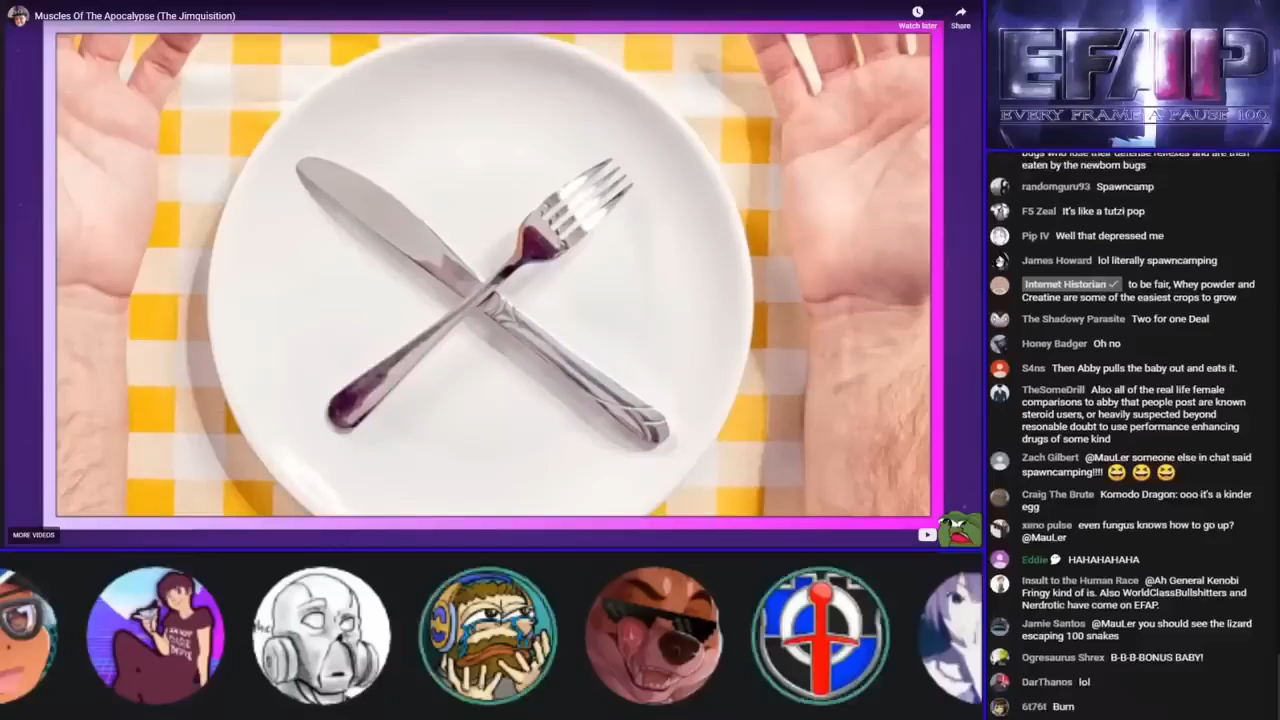 Muscles Of The Apocalypse (The Jimquisition)
Watch later
Share
MORE VIDEOS
EFAP
EVERY FRAME A PAUSE 100
bugs who lose their defense reflexes and are then
eaten by the newborn bugs
randomguru93 Spawncamp
F5 Zeal It's like a tutzi pop
Pip IV Well that depressed me
James Howard lol literally spawncamping
Internet Historian to be fair, Whey powder and
Creatine are some of the easiest crops to grow
The Shadowy Parasite Two for one Deal
Honey Badger Oh no
S4ns Then Abby pulls the baby out and eats it.
TheSomeDrill Also all of the real life female
comparisons to abby that people post are known
steroid users, or heavily suspected beyond
resonable doubt to use performance enhancing
drugs of some kind
Zach Gilbert @MauLer someone else in chat said
spawncamping!!!! 😆 😆 😆
Craig The Brute Komodo Dragon: ooo it's a kinder
egg
xeno pulse even fungus knows how to go up?
@MauLer
Eddie HAHAHAHAHA
Insult to the Human Race @Ah General Kenobi
Fringy kind of is. Also WorldClassBullshitters and
Nerdrotic have come on EFAP.
Jamie Santos @MauLer you should see the lizard
escaping 100 snakes
Ogresaurus Shrex B-B-B-BONUS BABY!
DarThanos lol
6t76t Burn